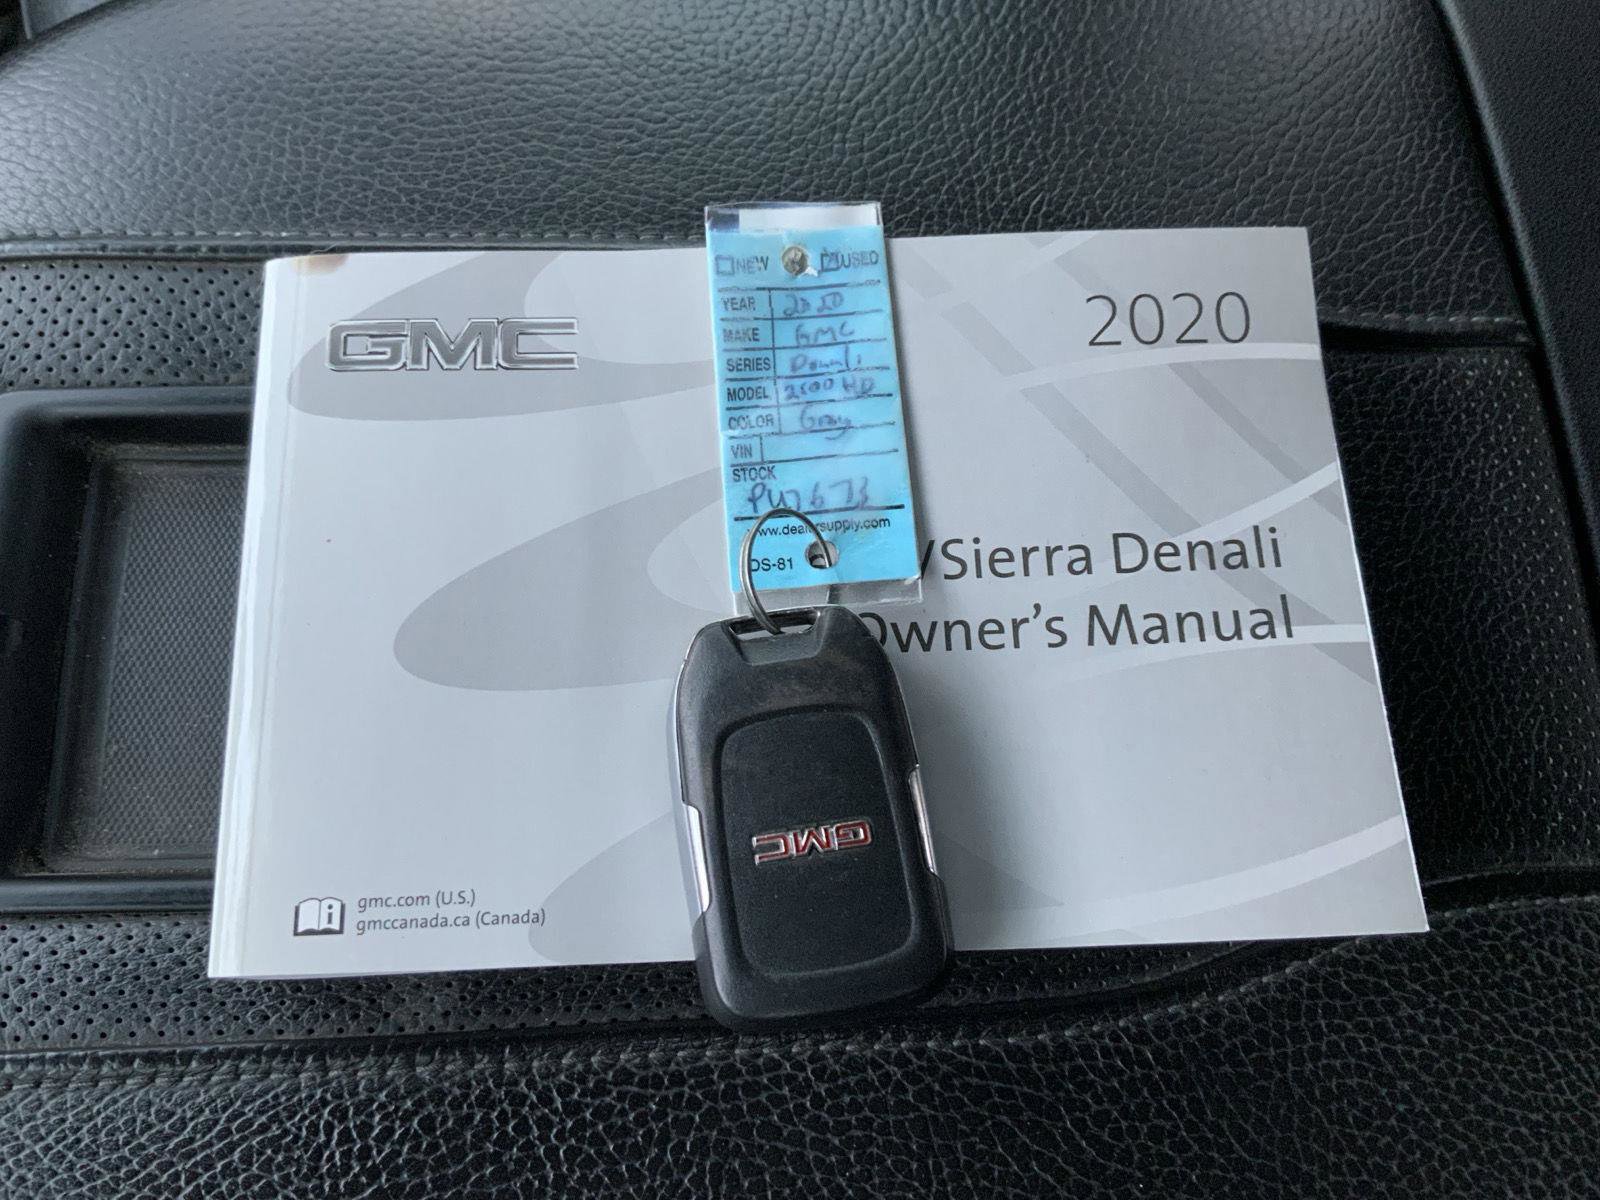 GMC
2020
NEW USED
YEAR 2020
MAKE GMC
SERIES Denali
MODEL 2500 HD
COLOR Gray
VIN
STOCK
www.dealersupply.com
DS-81
/Sierra Denali
Owner's Manual
GMC
gmc.com (U.S.)
gmccanada.ca (Canada)